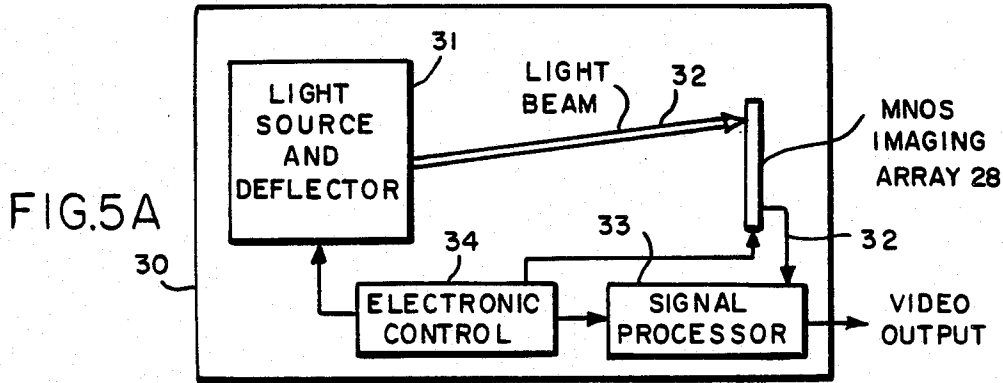 FIG.5A
30
31
LIGHT
SOURCE
AND
DEFLECTOR
LIGHT
BEAM
32
MNOS
IMAGING
ARRAY 28
32
34
ELECTRONIC
CONTROL
33
SIGNAL
PROCESSOR
VIDEO
OUTPUT